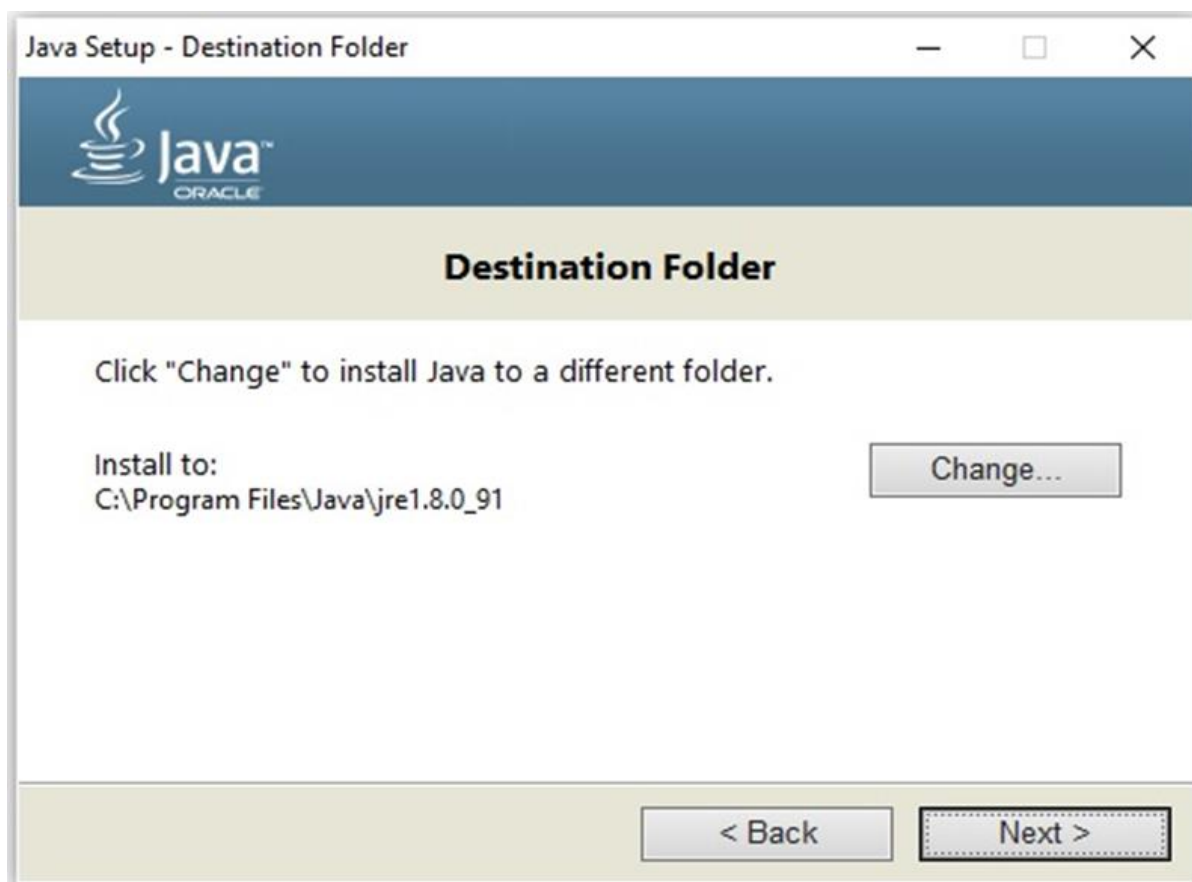 Java Setup - Destination Folder
Java™
ORACLE
Destination Folder
Click "Change" to install Java to a different folder.
Install to:
C:\Program Files\Java\jre1.8.0_91
Change...
< Back
Next >